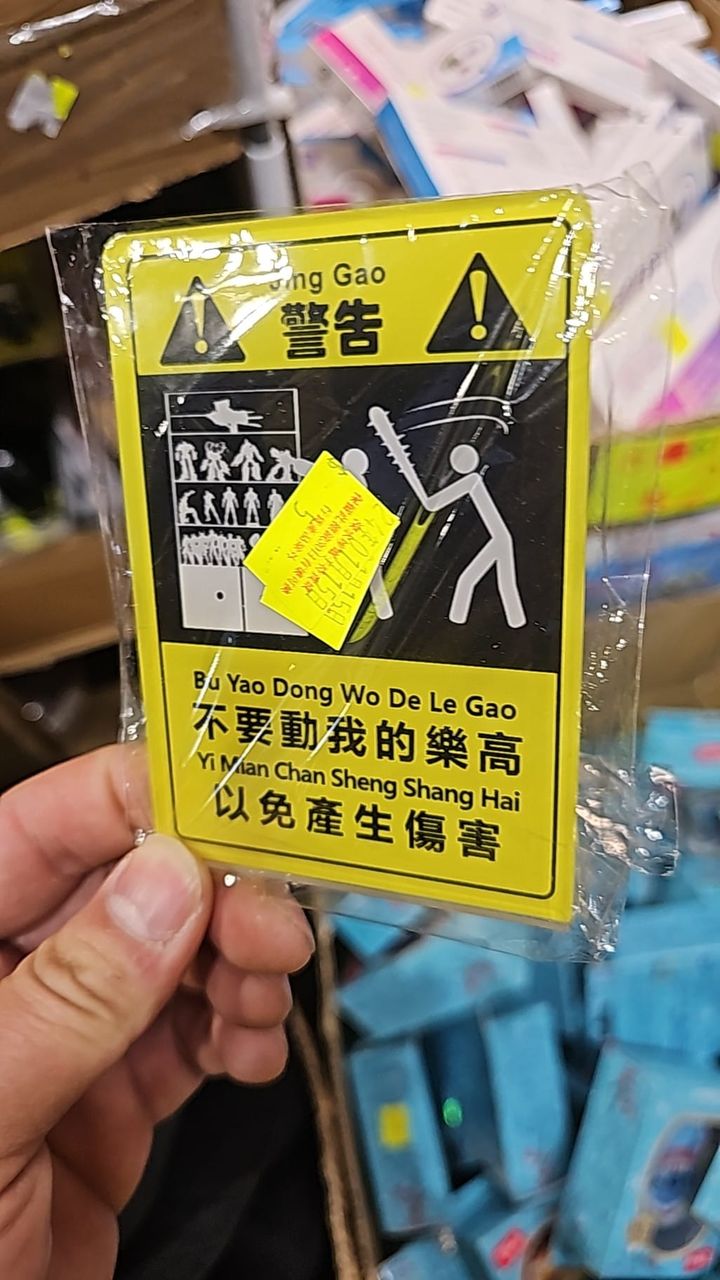 Jing Gao
警告
Bu Yao Dong Wo De Le Gao
不要動我的樂高
Yi Mian Chan Sheng Shang Hai
以免產生傷害